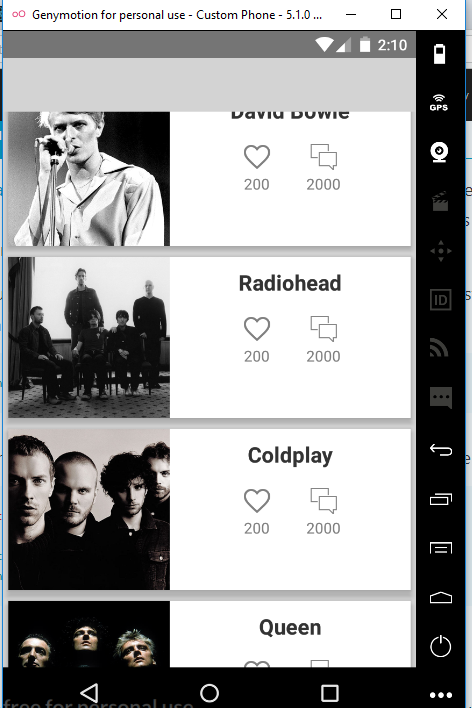 Genymotion for personal use - Custom Phone - 5.1.0 ...
2:10
GPS
David Bowie
200
2000
Radiohead
200
2000
ID
Coldplay
200
2000
Queen
free for personal use